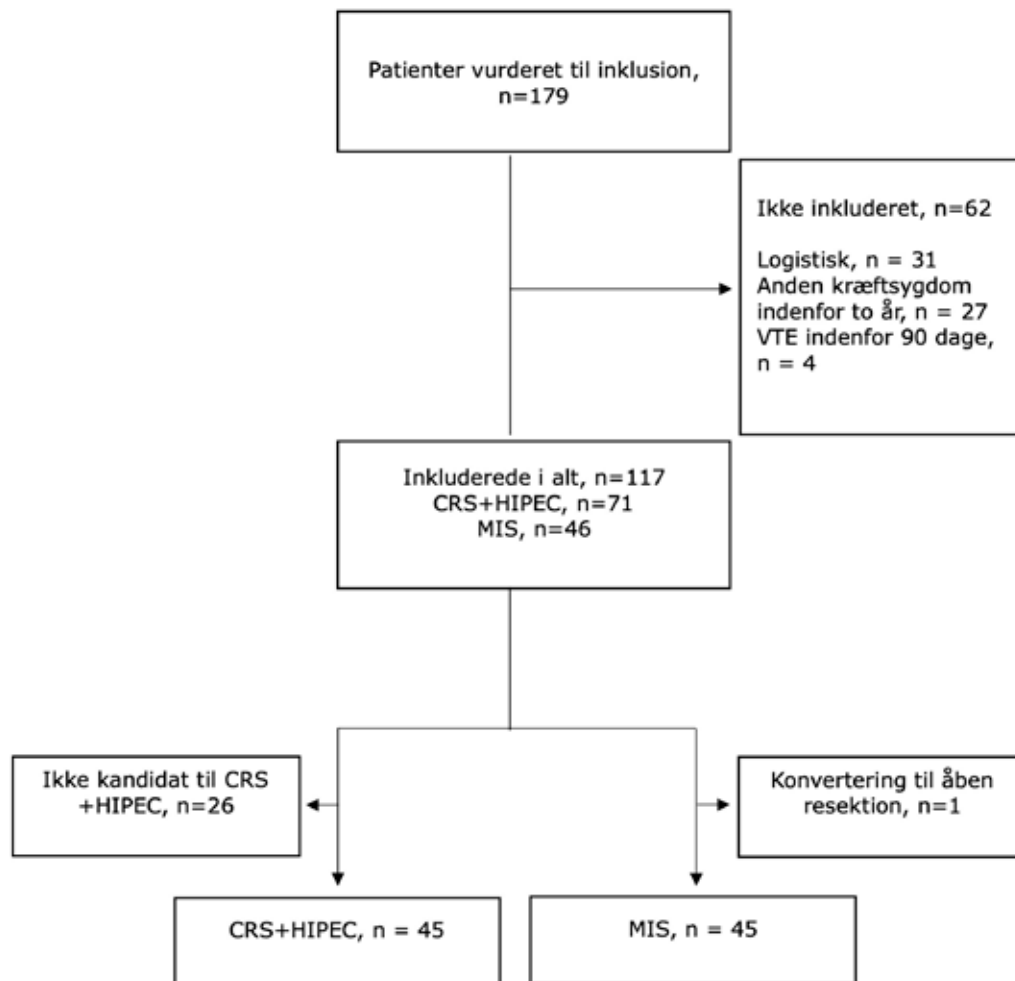 Patienter vurderet til inklusion,
n=179
Ikke inkluderet, n=62
Logistisk, n = 31
Anden kræftsygdom
indenfor to år, n = 27
VTE indenfor 90 dage,
n = 4
Inkluderede i alt, n=117
CRS+HIPEC, n=71
MIS, n=46
Ikke kandidat til CRS
+HIPEC, n=26
Konvertering til åben
resektion, n=1
CRS+HIPEC, n = 45
MIS, n = 45